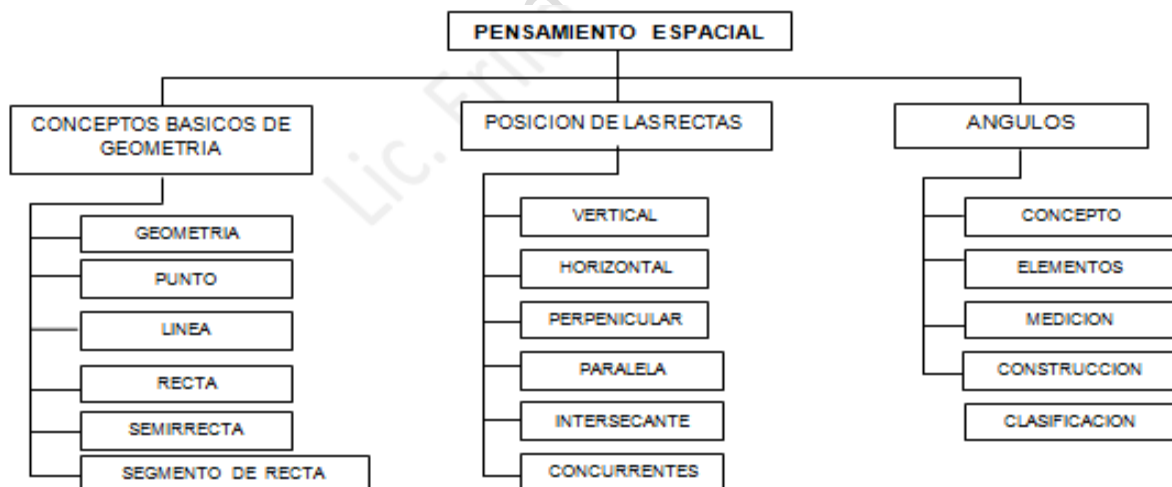 PENSAMIENTO ESPACIAL
CONCEPTOS BASICOS DE
GEOMETRIA
GEOMETRIA
PUNTO
LINEA
RECTA
SEMIRRECTA
SEGMENTO DE RECTA
POSICION DE LASRECTAS
VERTICAL
HORIZONTAL
PERPENICULAR
PARALELA
INTERSECANTE
CONCURRENTES
ANGULOS
CONCEPTO
ELEMENTOS
MEDICION
CONSTRUCCION
CLASIFICACION
Lic.